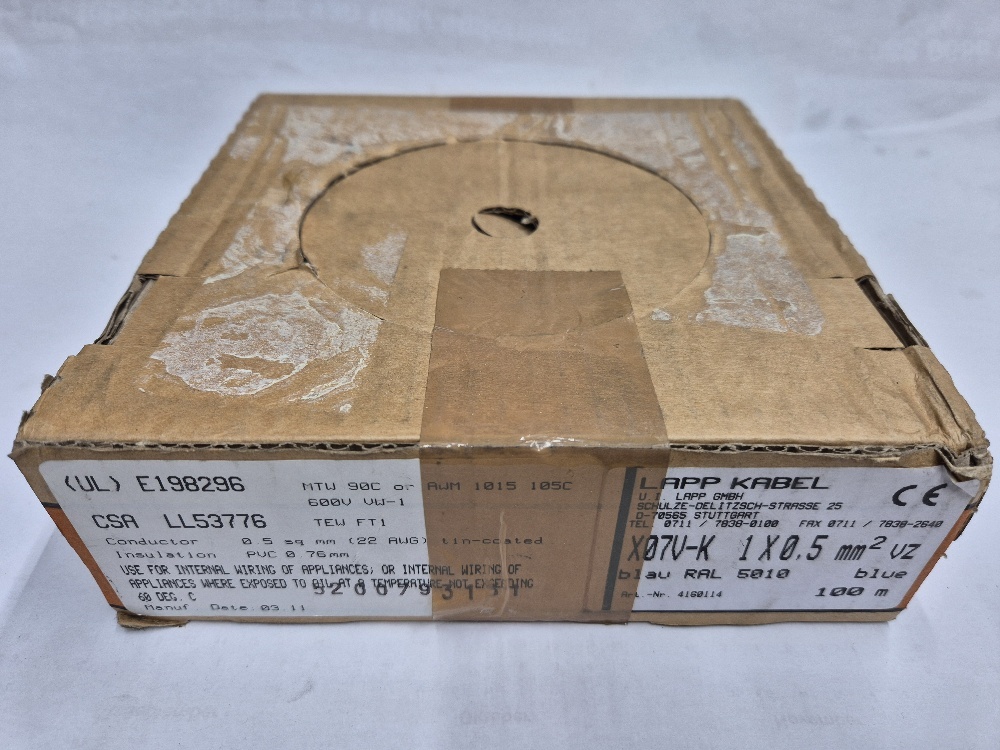 (UL) E198296 MTW 90C or AWM 1015 105C
600V VW-1
CSA LL53776 TEW FT1
Conductor 0.5 sq mm (22 AWG) tin-coated
Insulation PVC 0.76mm
USE FOR INTERNAL WIRING OF APPLIANCES; OR INTERNAL WIRING OF
APPLIANCES WHERE EXPOSED TO OIL AT A TEMPERATURE NOT EXSEEDING
60 DEG. C
Manuf Date 03.11
LAPP KABEL CE
U.I. LAPP GMBH
SCHULZE-DELITZSCH-STRASSE 25
D-70565 STUTTGART
TEL. 0711 / 7838-0100 FAX 0711 / 7838-2640
X07V-K 1X0.5 mm² VZ
blau RAL 5010 blue
Art.-Nr. 4160114 100 m
Oktober
November